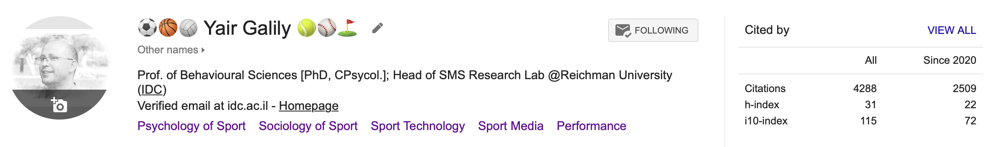 ⚽🏀🏐 Yair Galily 🎾⚾⛳
FOLLOWING
Other names
Prof. of Behavioural Sciences [PhD, CPsycol.]; Head of SMS Research Lab @Reichman University
(IDC)
Verified email at idc.ac.il - Homepage
Psychology of Sport Sociology of Sport Sport Technology Sport Media Performance
Cited by VIEW ALL
All Since 2020
Citations 4288 2509
h-index 31 22
i10-index 115 72